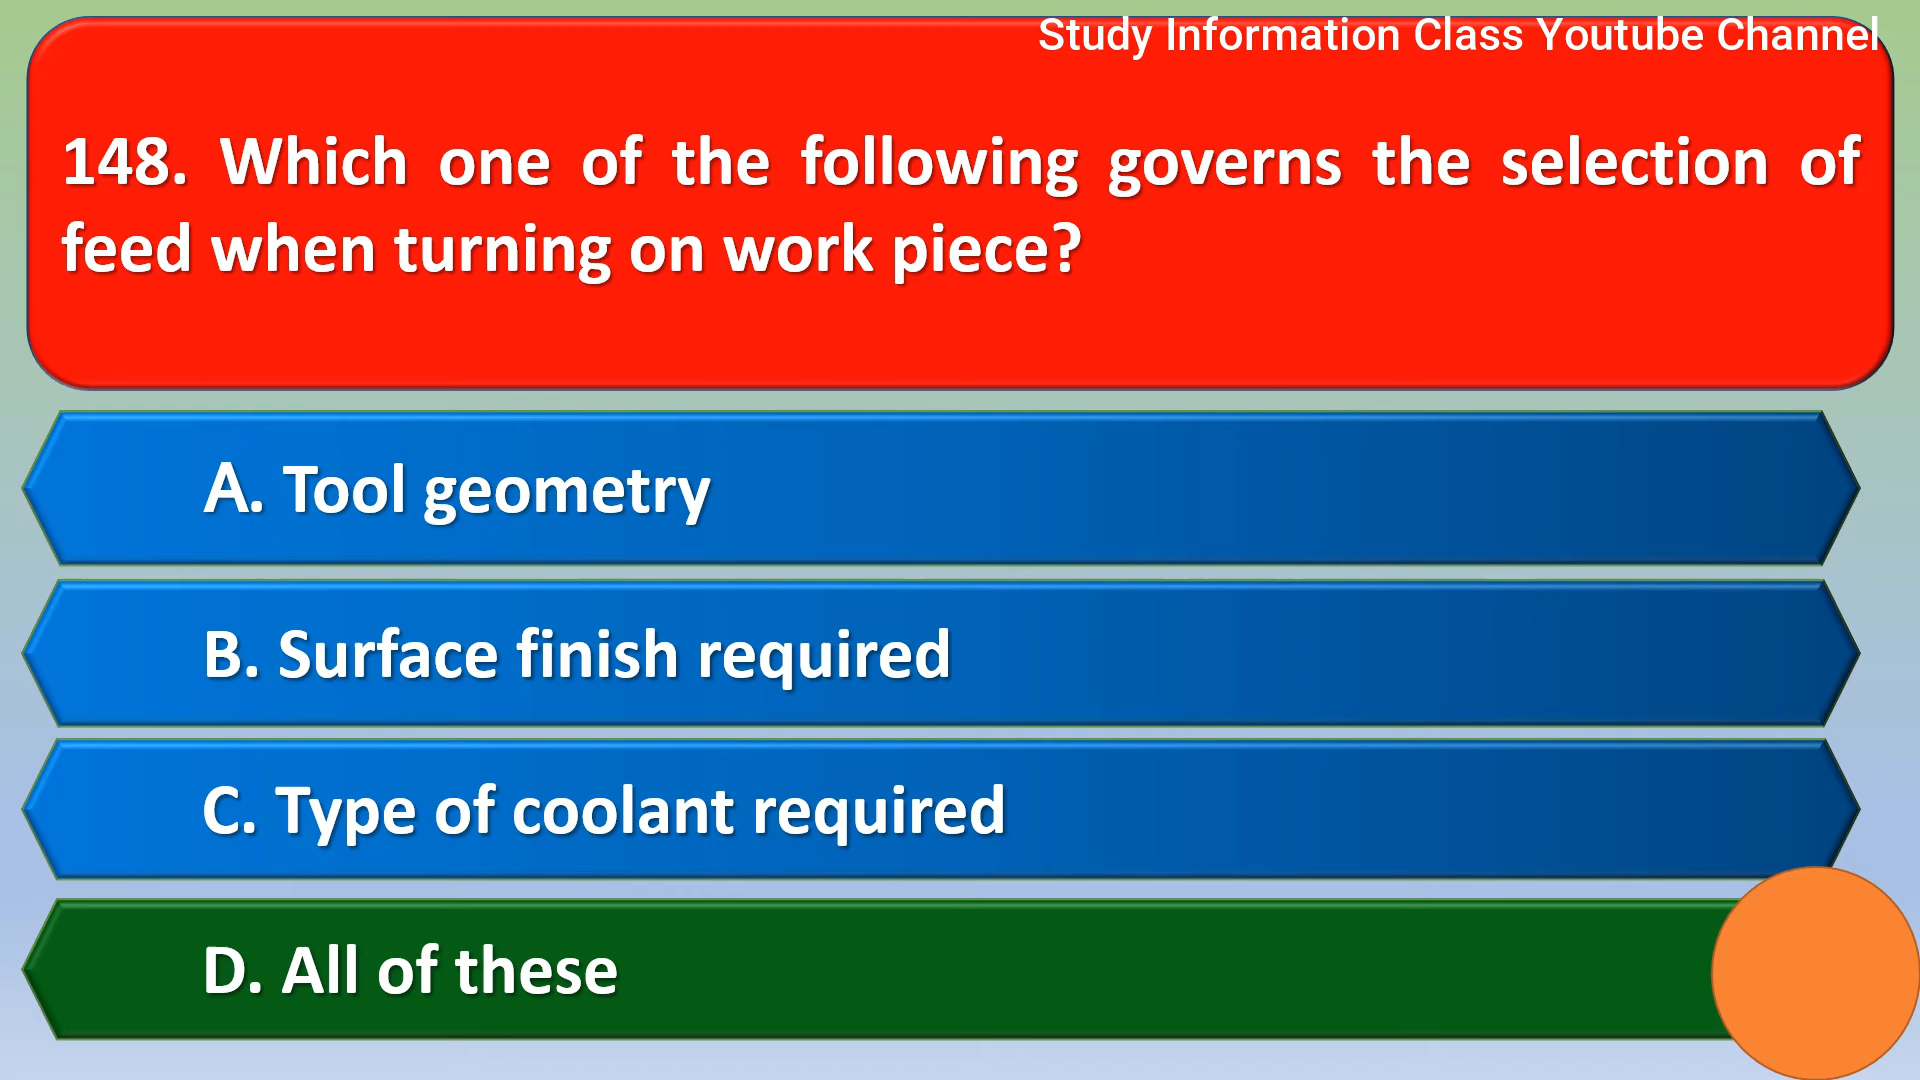 Study Information Class Youtube Channel
148. Which one of the following governs the selection of
feed when turning on work piece?
A. Tool geometry
B. Surface finish required
C. Type of coolant required
D. All of these